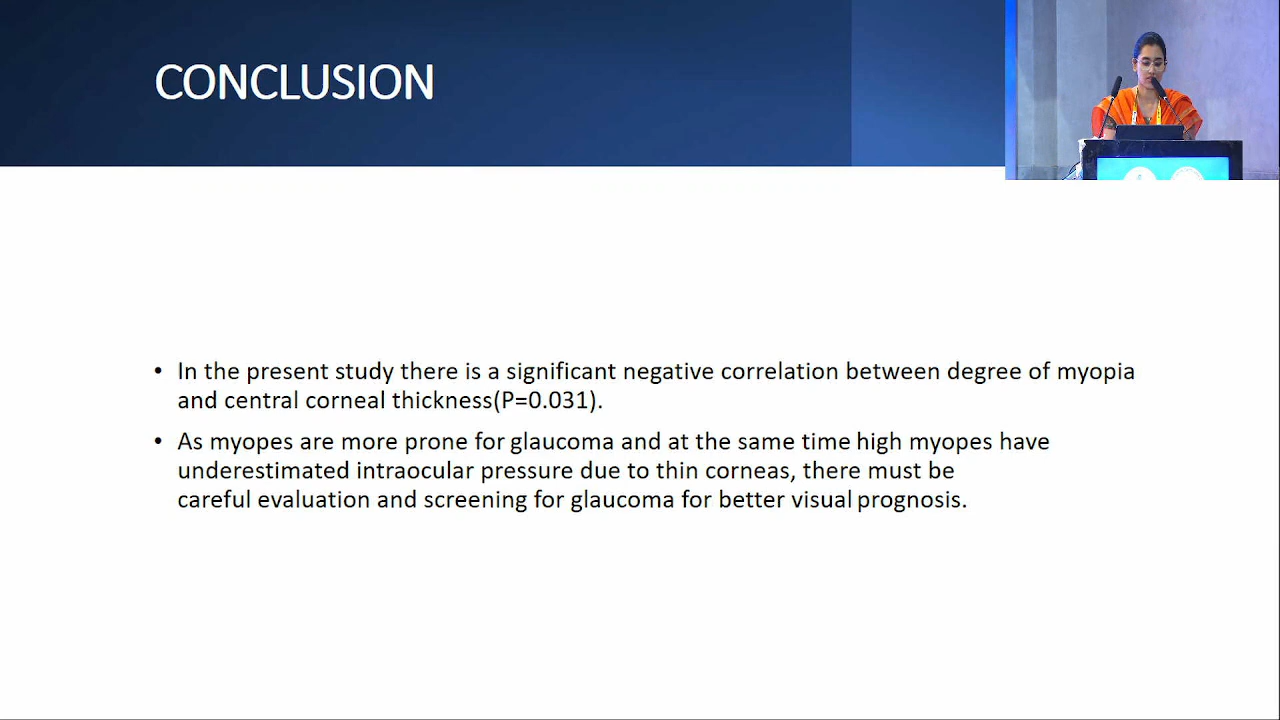 CONCLUSION
• In the present study there is a significant negative correlation between degree of myopia
and central corneal thickness(P=0.031).
• As myopes are more prone for glaucoma and at the same time high myopes have
underestimated intraocular pressure due to thin corneas, there must be
careful evaluation and screening for glaucoma for better visual prognosis.